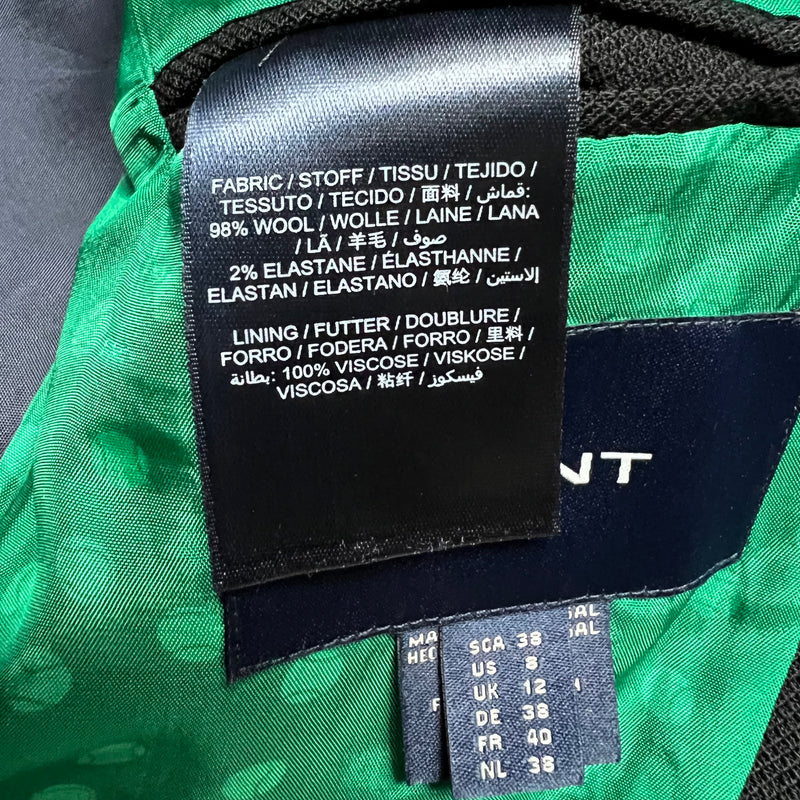 FABRIC / STOFF / TISSU / TEJIDO /
TESSUTO / TECIDO / 面料 / قماش:
98% WOOL / WOLLE / LAINE / LANA
/ LÃ / 羊毛 / صوف
2% ELASTANE / ÉLASTHANNE /
ELASTAN / ELASTANO / 氨纶 / إلاستين
LINING / FUTTER / DOUBLURE /
FORRO / FODERA / FORRO / 里料 /
بطانة: 100% VISCOSE / VISKOSE /
VISCOSA / 粘纤 / فيسكوز
NT
SCA 38
US 8
UK 12
DE 38
FR 40
NL 38